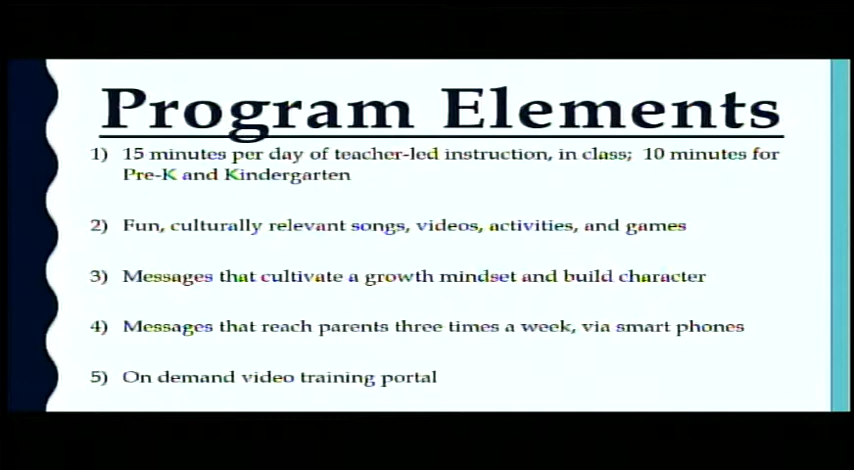 Program Elements
1) 15 minutes per day of teacher-led instruction, in class; 10 minutes for
Pre-K and Kindergarten
2) Fun, culturally relevant songs, videos, activities, and games
3) Messages that cultivate a growth mindset and build character
4) Messages that reach parents three times a week, via smart phones
5) On demand video training portal